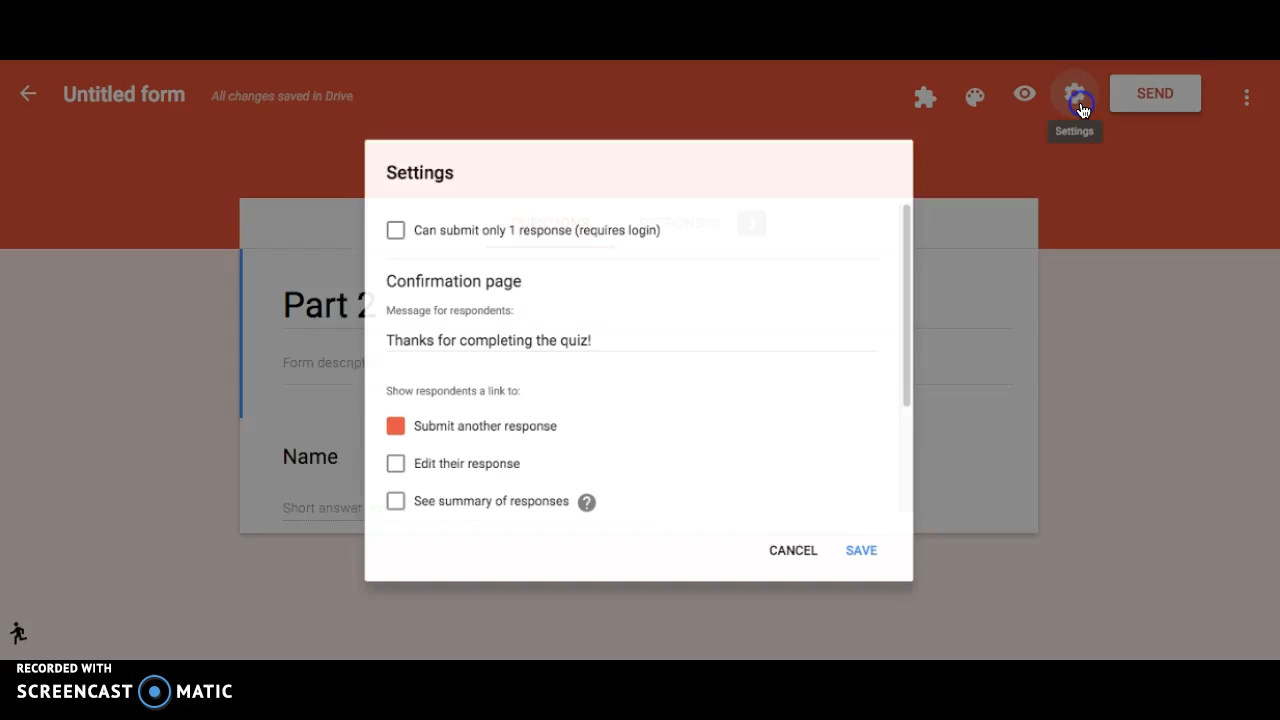 Untitled form
All changes saved in Drive
SEND
Settings
Settings
Can submit only 1 response (requires login)
Confirmation page
Message for respondents:
Thanks for completing the quiz!
Show respondents a link to:
Submit another response
Edit their response
See summary of responses
?
CANCEL
SAVE
Part 2
Form descript
Name
Short answer
RECORDED WITH
SCREENCAST MATIC